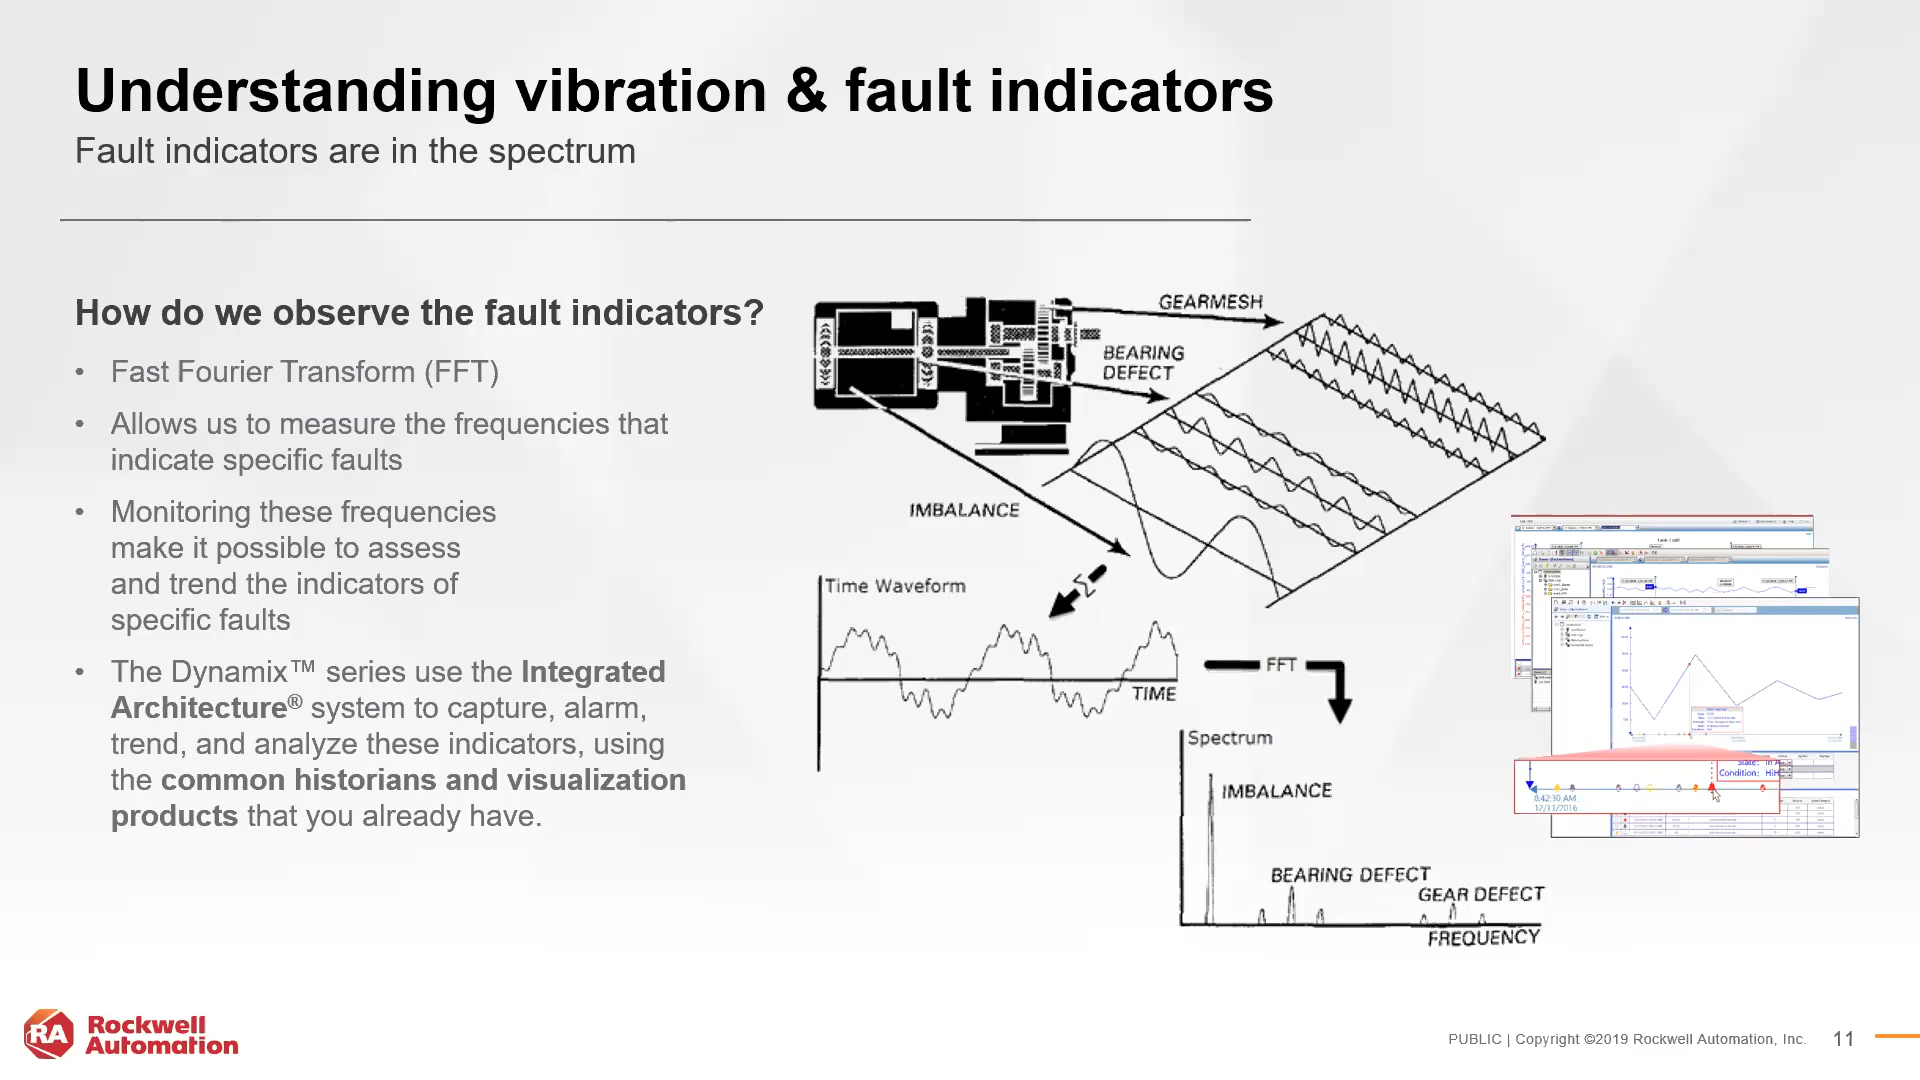 Understanding vibration & fault indicators
Fault indicators are in the spectrum
How do we observe the fault indicators?
• Fast Fourier Transform (FFT)
• Allows us to measure the frequencies that
indicate specific faults
• Monitoring these frequencies
make it possible to assess
and trend the indicators of
specific faults
• The Dynamix™ series use the Integrated
Architecture® system to capture, alarm,
trend, and analyze these indicators, using
the common historians and visualization
products that you already have.
GEARMESH
BEARING
DEFECT
IMBALANCE
Σ
Time Waveform
TIME
FFT
Spectrum
IMBALANCE
BEARING DEFECT
GEAR DEFECT
FREQUENCY
State: In A
Condition: HiH
8:42:30 AM
12/13/2016
RA Rockwell
Automation
PUBLIC | Copyright ©2019 Rockwell Automation, Inc. 11